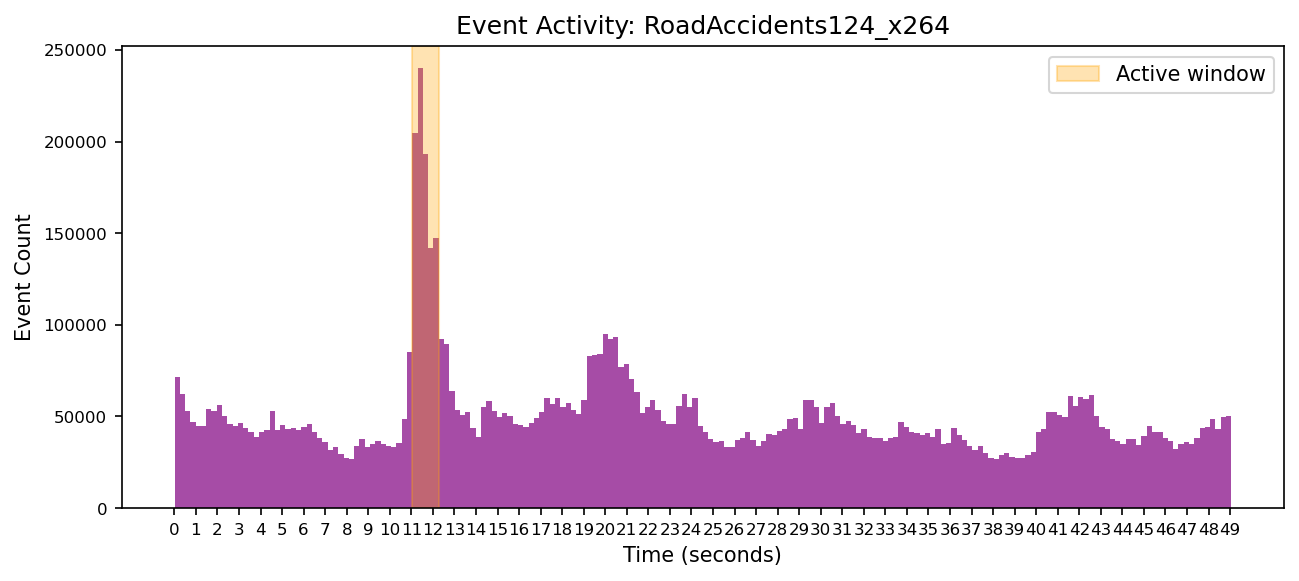 Event Activity: RoadAccidents124_x264
250000
200000
150000
100000
50000
0
Event Count
Active window
0 1 2 3 4 5 6 7 8 9 10 11 12 13 14 15 16 17 18 19 20 21 22 23 24 25 26 27 28 29 30 31 32 33 34 35 36 37 38 39 40 41 42 43 44 45 46 47 48 49
Time (seconds)